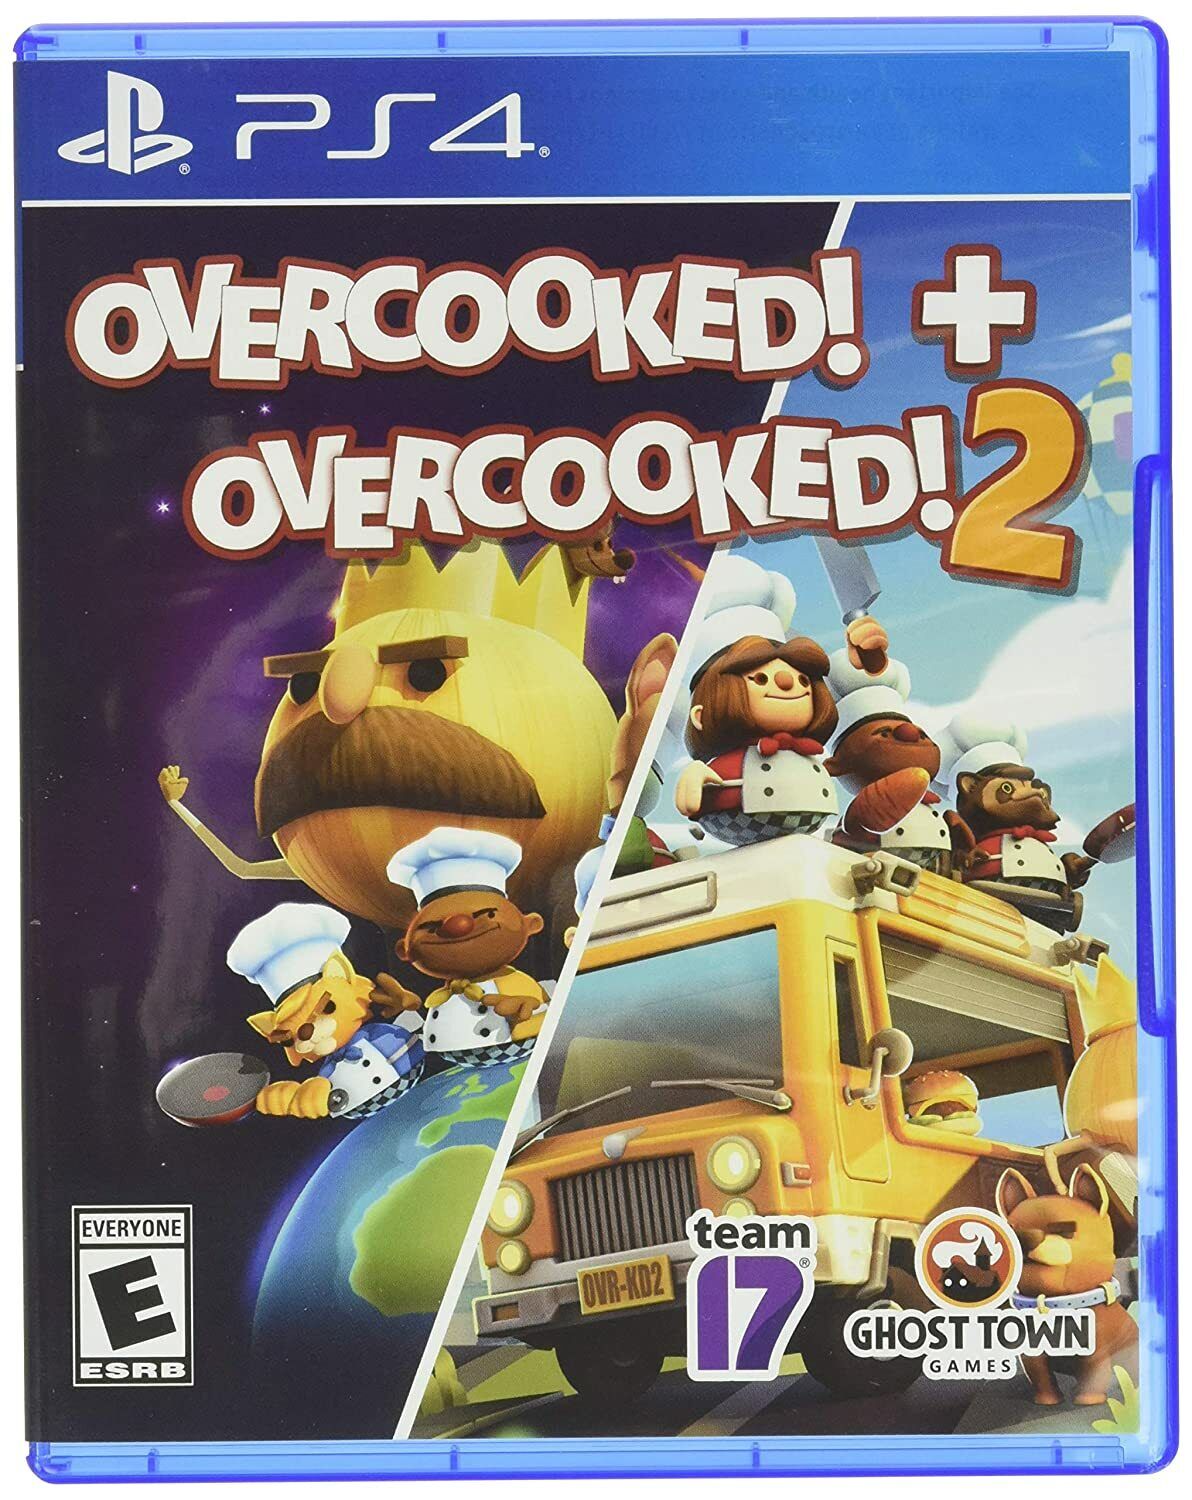 PS4
OVERCOOKED! +
OVERCOOKED! 2
EVERYONE
E
ESRB
OVR-KD2
team
17
GHOST TOWN
GAMES